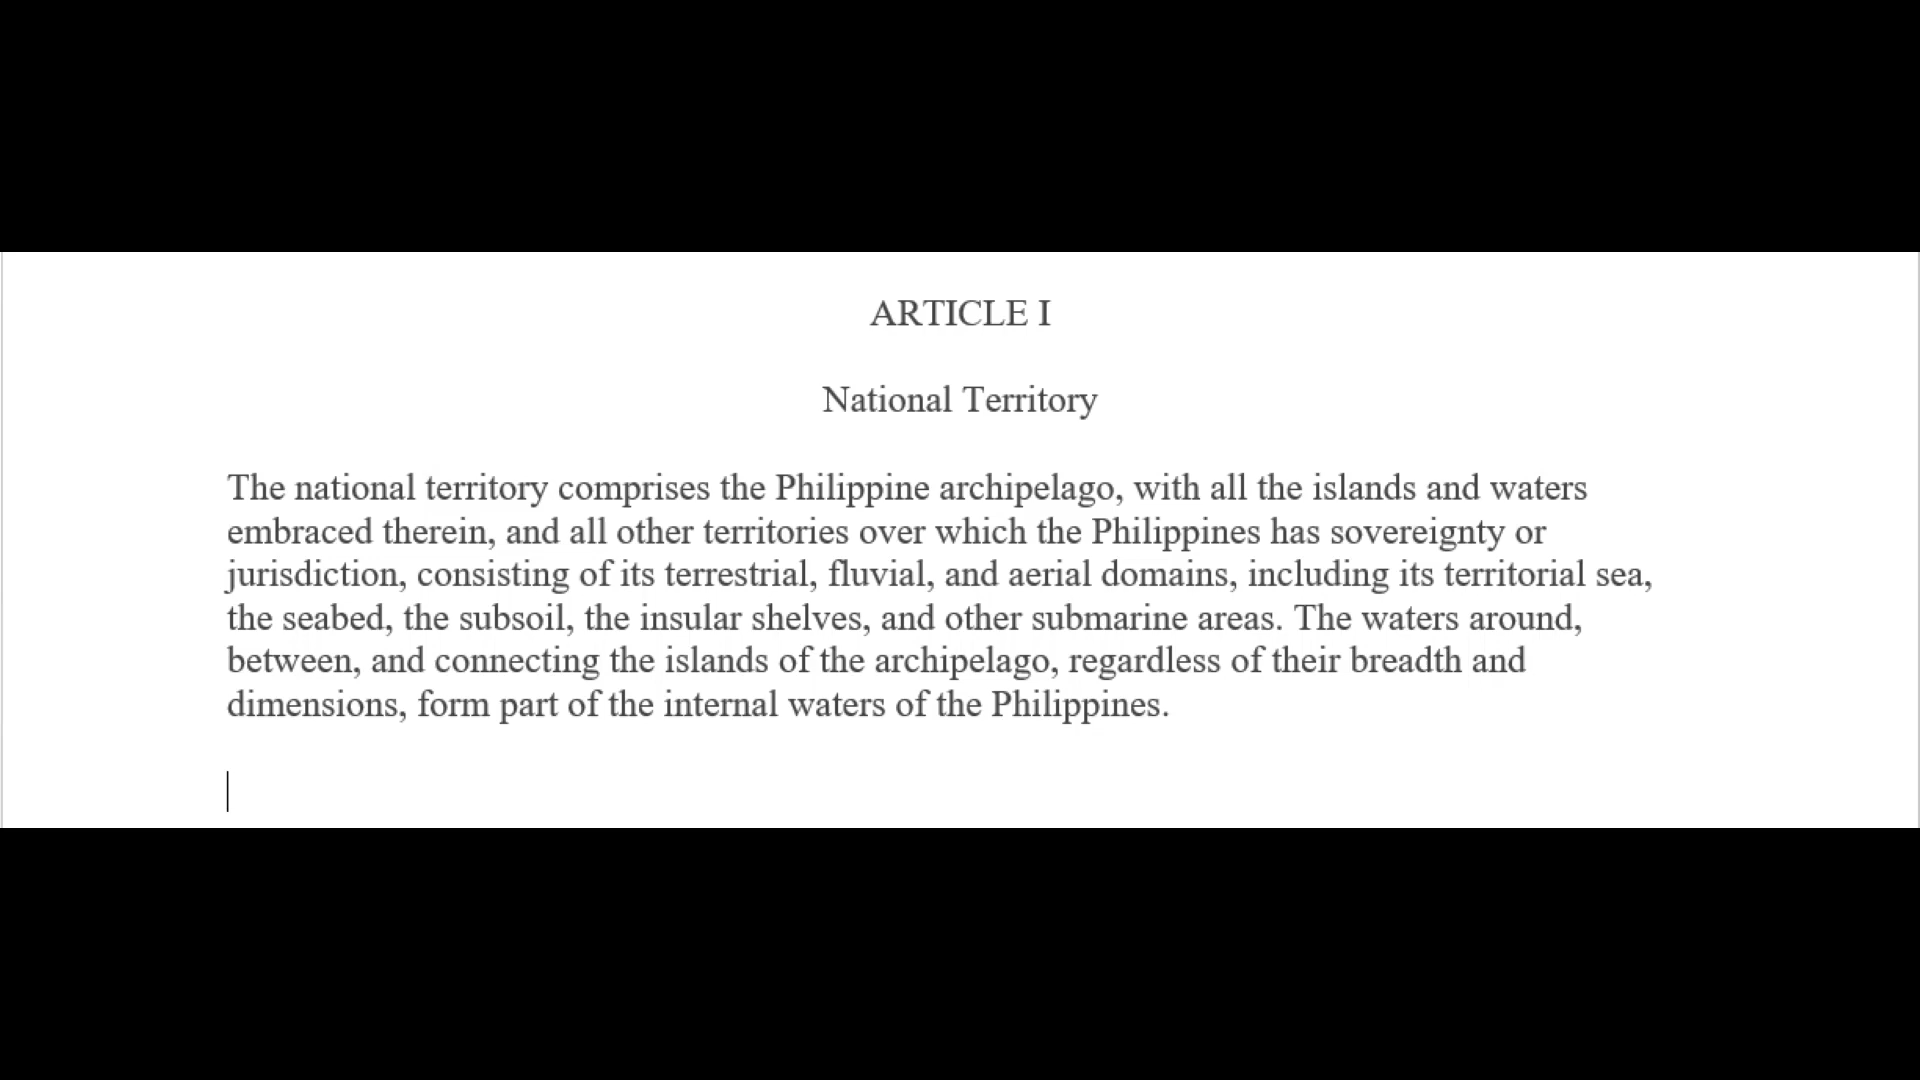 ARTICLE I
National Territory
The national territory comprises the Philippine archipelago, with all the islands and waters
embraced therein, and all other territories over which the Philippines has sovereignty or
jurisdiction, consisting of its terrestrial, fluvial, and aerial domains, including its territorial sea,
the seabed, the subsoil, the insular shelves, and other submarine areas. The waters around,
between, and connecting the islands of the archipelago, regardless of their breadth and
dimensions, form part of the internal waters of the Philippines.